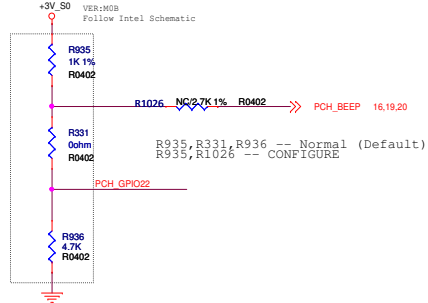 +3V_S0
VER:M0B
Follow Intel Schematic
R935
1K 1%
R0402
R1026 NC/2.7K 1% R0402
PCH_BEEP 16,19,20
R331
0ohm
R0402
R935,R331,R936 -- Normal (Default)
R935,R1026 -- CONFIGURE
PCH_GPIO22
R936
4.7K
R0402